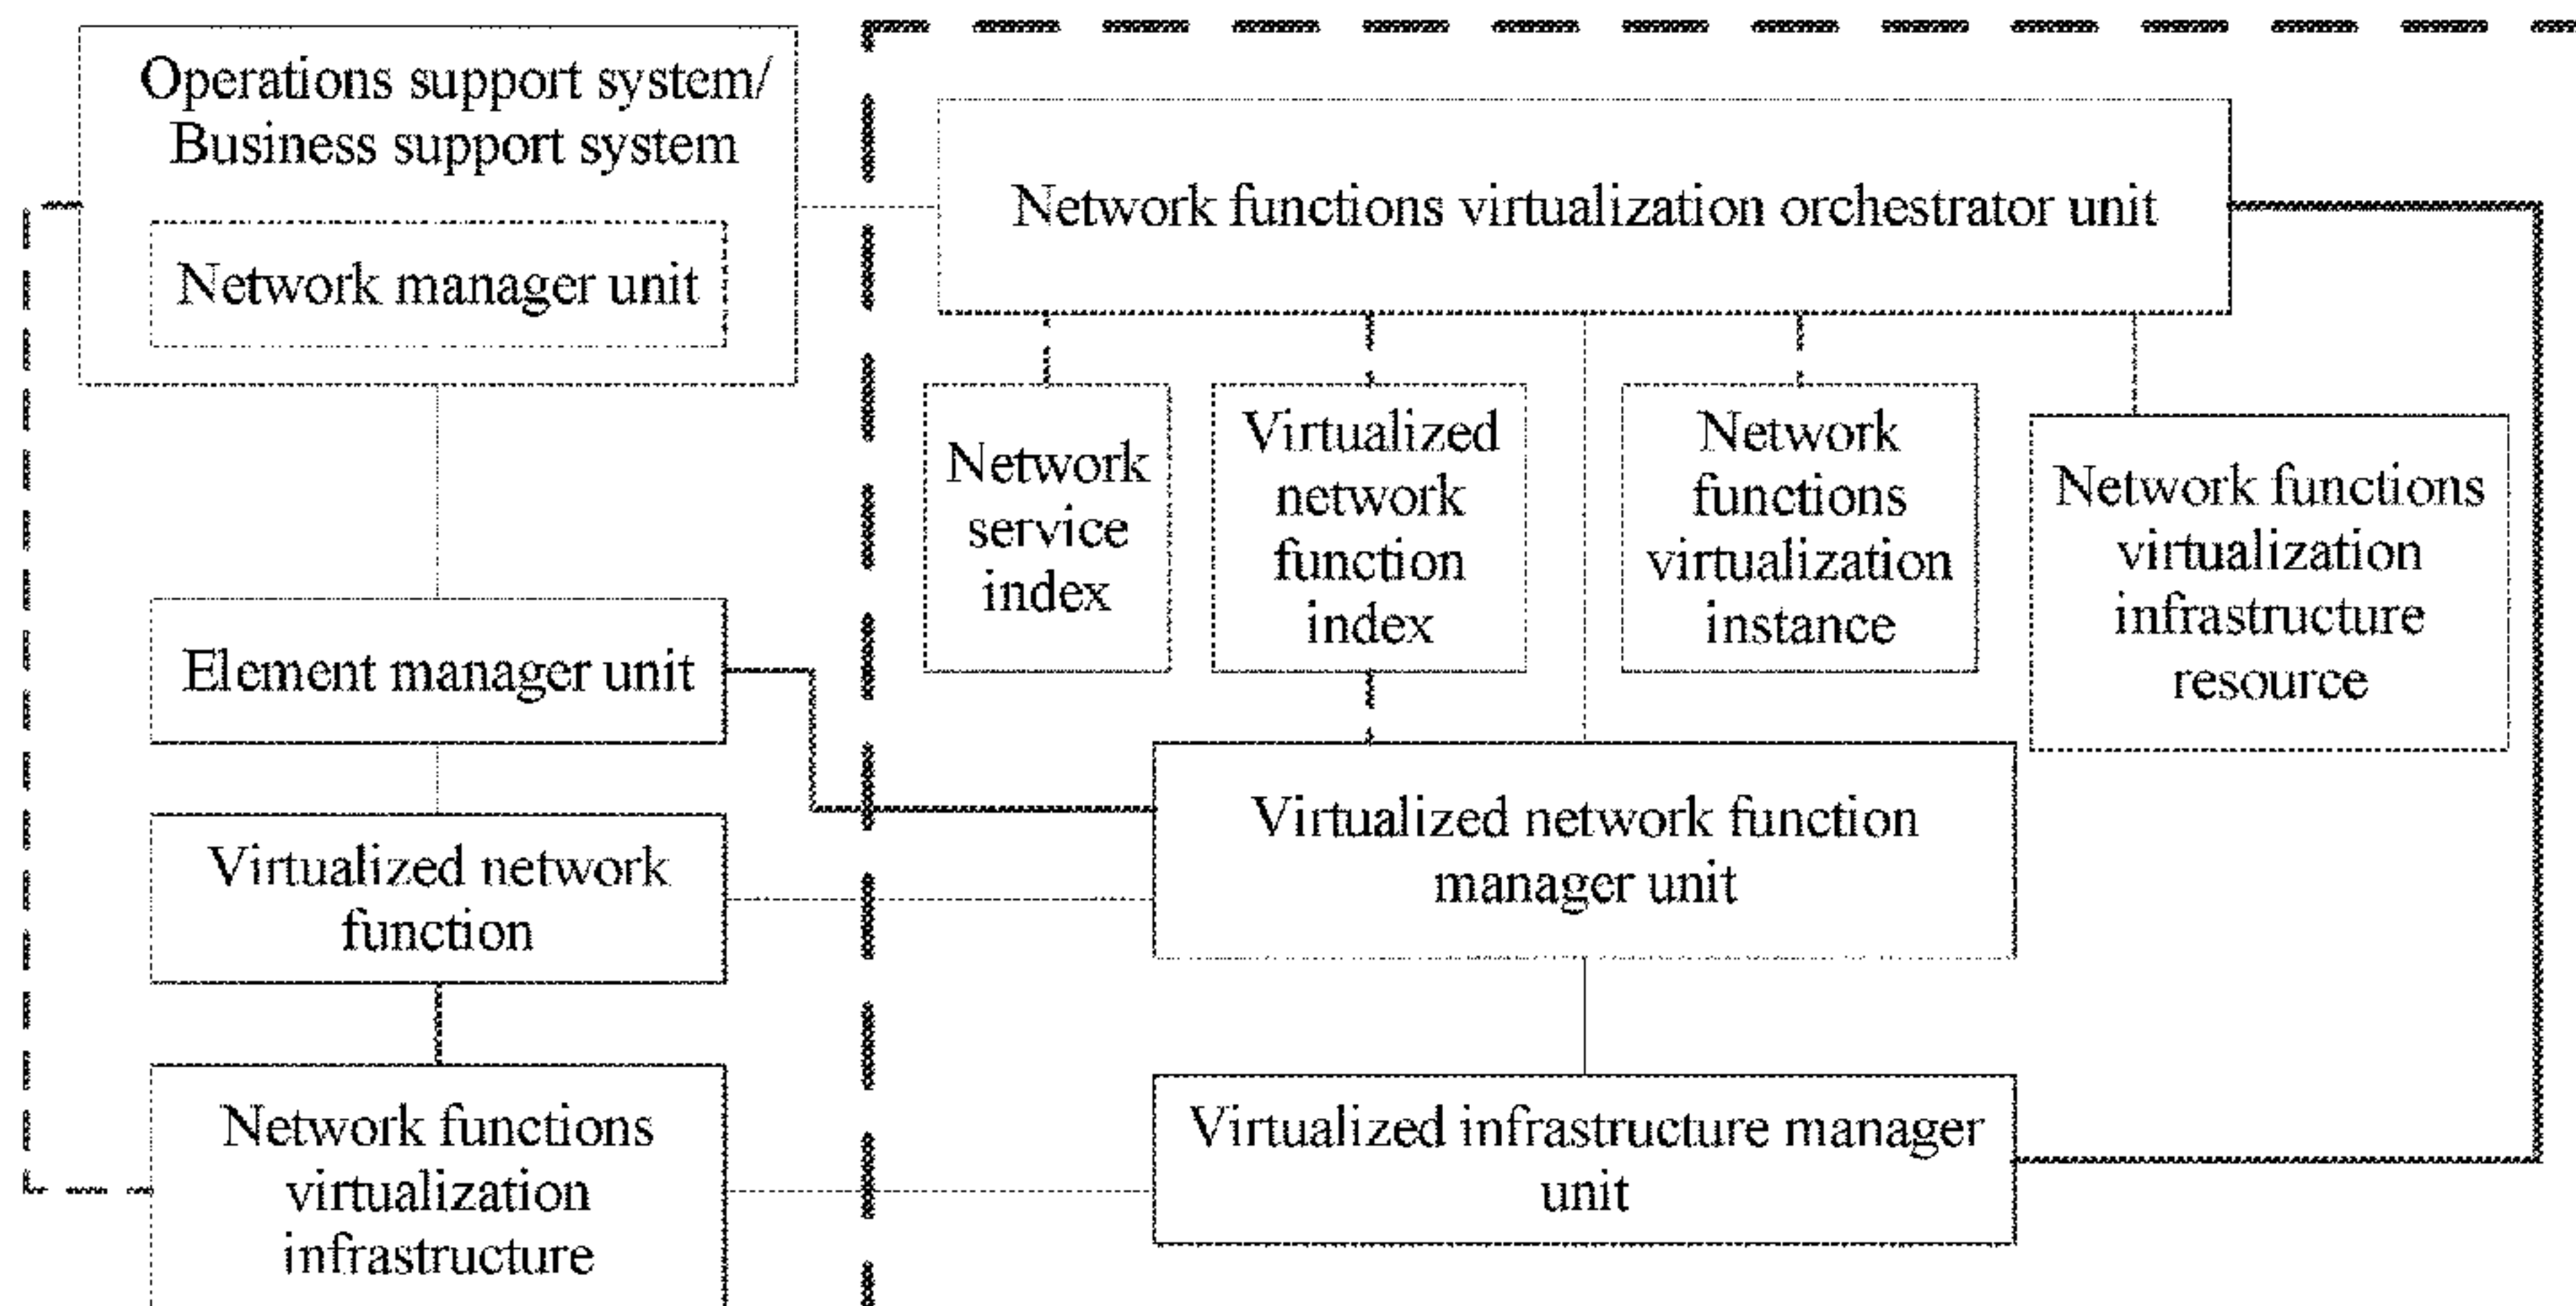 Operations support system/
Business support system
Network manager unit
Network functions virtualization orchestrator unit
Network
service
index
Virtualized
network
function
index
Network
functions
virtualization
instance
Network functions
virtualization
infrastructure
resource
Element manager unit
Virtualized network
function
Virtualized network function
manager unit
Network functions
virtualization
infrastructure
Virtualized infrastructure manager
unit